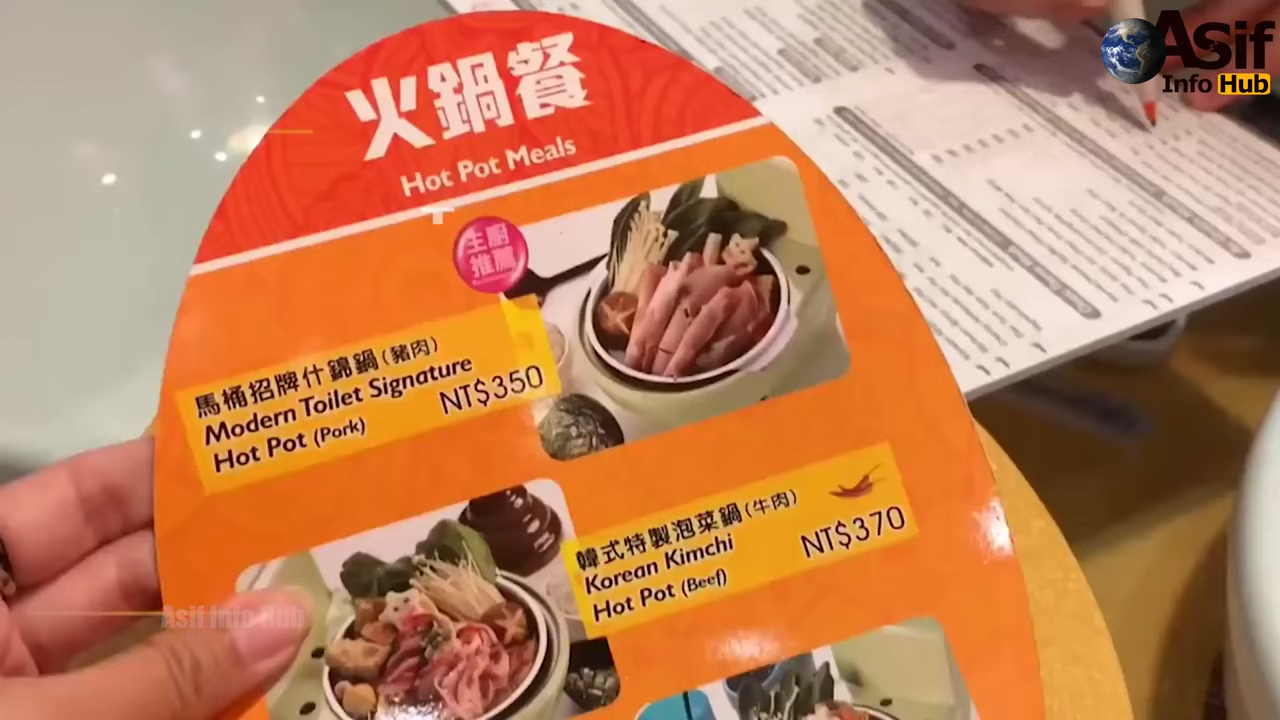 Asif
Info Hub
火鍋餐
Hot Pot Meals
主廚
推薦
馬桶招牌什錦鍋(豬肉)
Modern Toilet Signature
Hot Pot (Pork)
NT$350
韓式特製泡菜鍋(牛肉)
Korean Kimchi
Hot Pot (Beef)
NT$370
Asif Info Hub